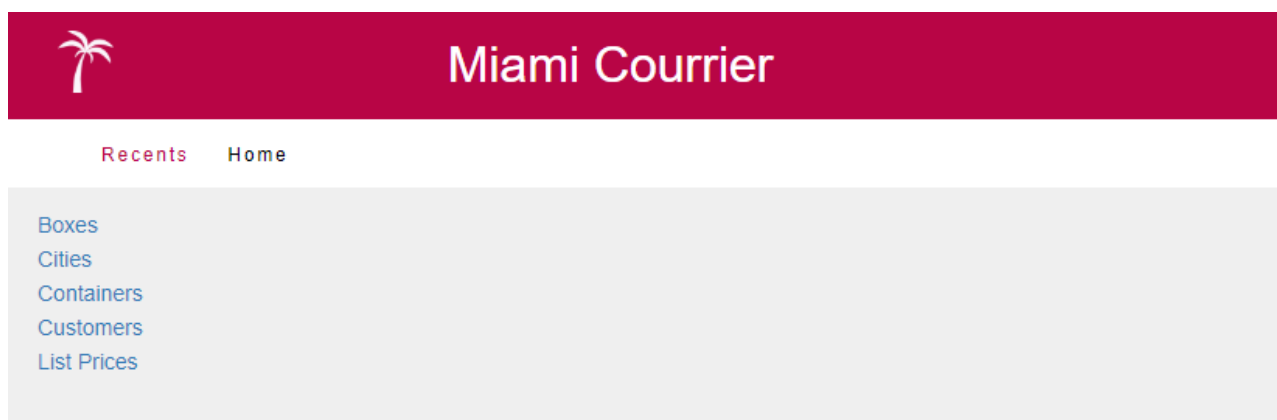 Miami Courrier
Recents Home
Boxes
Cities
Containers
Customers
List Prices